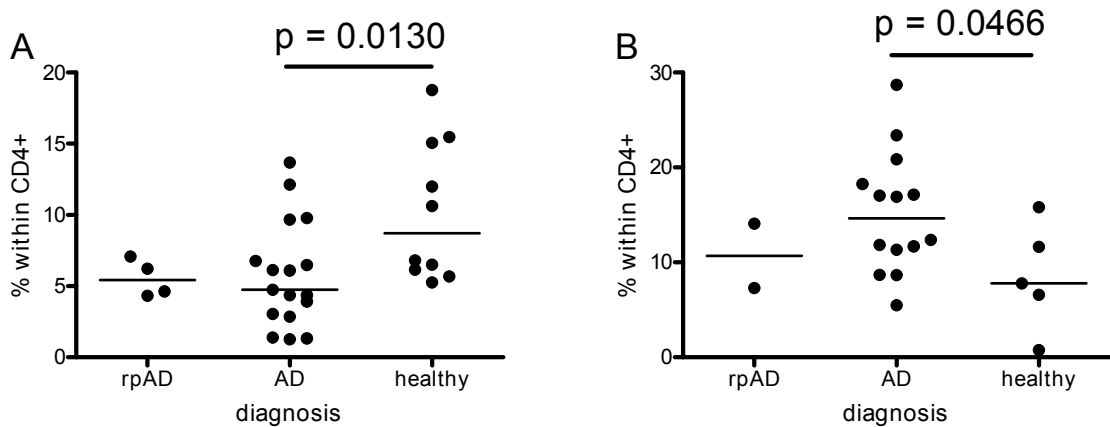 A
p = 0.0130
% within CD4+
20
15
10
5
0
rpAD
AD
healthy
diagnosis
B
p = 0.0466
% within CD4+
30
20
10
0
rpAD
AD
healthy
diagnosis